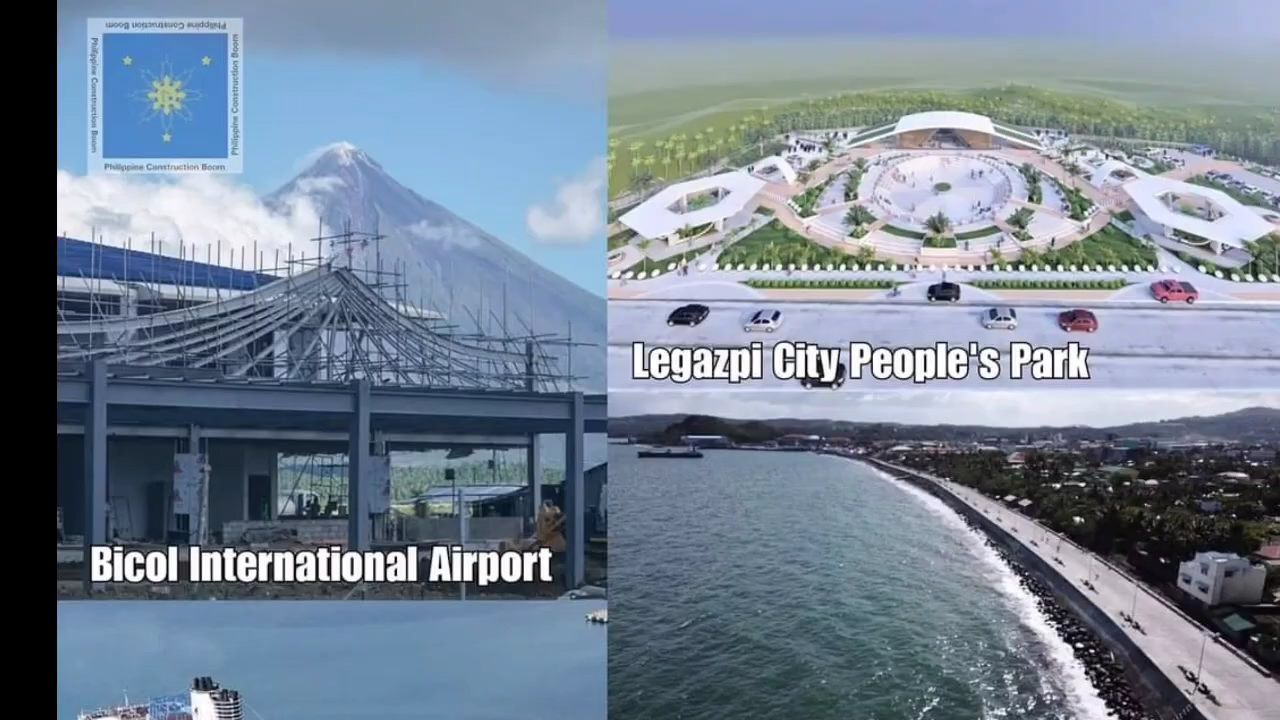 Philippine Construction Boom
Philippine Construction Boom
Philippine Construction Boom
Philippine Construction Boom
Legazpi City People's Park
Bicol International Airport